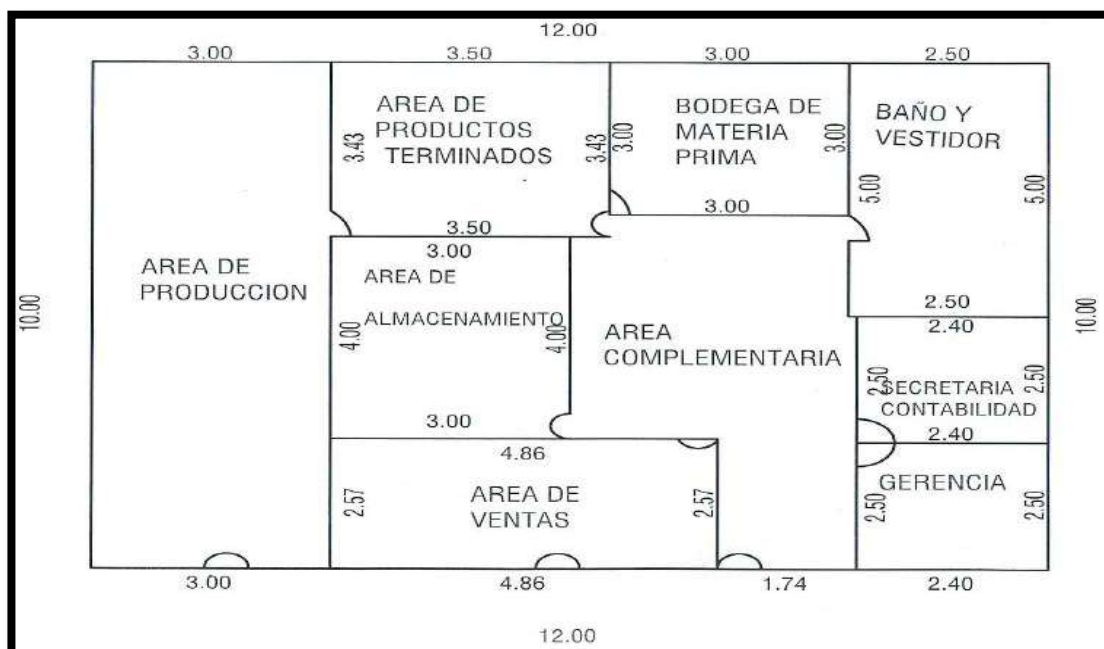 12.00
3.00 3.50 3.00 2.50
AREA DE
PRODUCTOS
TERMINADOS
3.43
3.43
3.00
BODEGA DE
MATERIA
PRIMA
3.00
BAÑO Y
VESTIDOR
5.00
5.00
3.00
3.50
3.00
AREA DE
PRODUCCION
AREA DE
ALMACENAMIENTO
4.00
4.00
AREA
COMPLEMENTARIA
2.50
2.40
10.00
10.00
2.50
2.50
SECRETARIA
CONTABILIDAD
2.40
3.00
4.86
2.57
AREA DE
VENTAS
2.57
GERENCIA
2.50
2.50
3.00 4.86 1.74 2.40
12.00